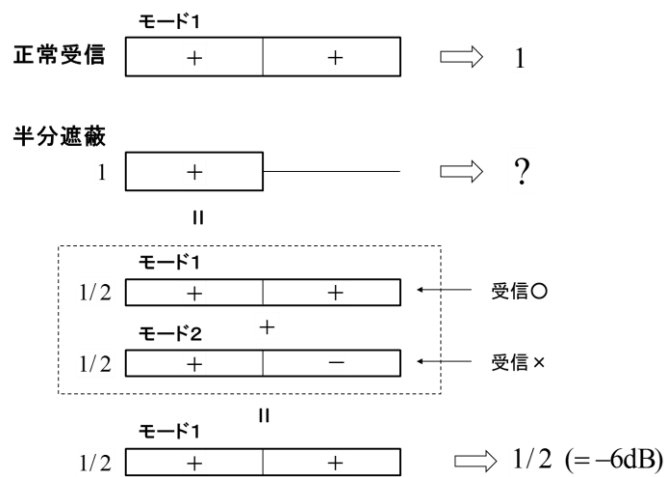 モード1
正常受信 + + ⇨ 1
半分遮蔽
1 + ⇨ ?
=
モード1
1/2 + + ← 受信○
+
モード2
1/2 + − ← 受信×
=
モード1
1/2 + + ⇨ 1/2 (= −6dB)